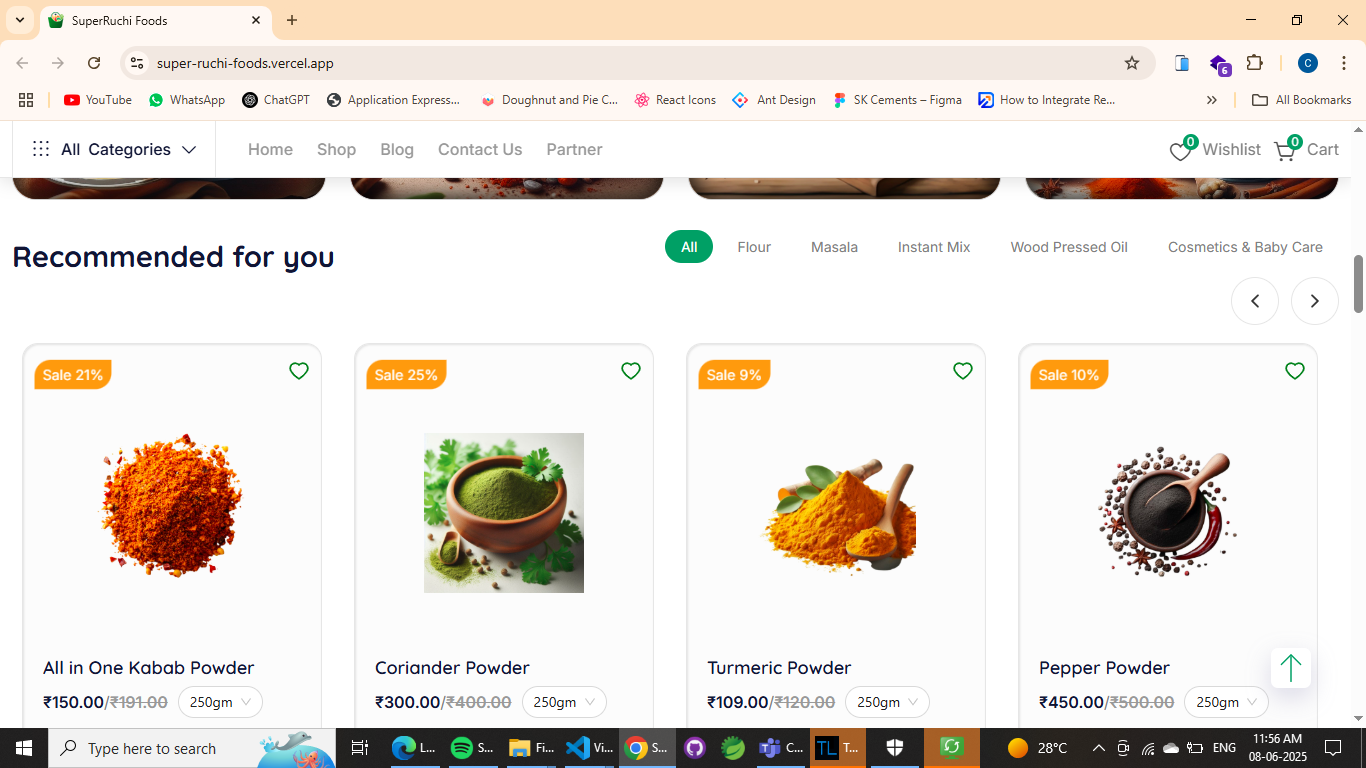 SuperRuchi Foods
super-ruchi-foods.vercel.app
6
C
YouTube
WhatsApp
ChatGPT
Application Express...
Doughnut and Pie C...
React Icons
Ant Design
SK Cements – Figma
How to Integrate Re...
All Bookmarks
All Categories
Home
Shop
Blog
Contact Us
Partner
0
Wishlist
0
Cart
Recommended for you
All
Flour
Masala
Instant Mix
Wood Pressed Oil
Cosmetics & Baby Care
Sale 21%
Sale 25%
Sale 9%
Sale 10%
All in One Kabab Powder
Coriander Powder
Turmeric Powder
Pepper Powder
₹150.00/₹191.00
250gm
₹300.00/₹400.00
250gm
₹109.00/₹120.00
250gm
₹450.00/₹500.00
250gm
Type here to search
L...
S...
Fi...
Vi...
S...
C...
TL
T...
28°C
ENG
11:56 AM
08-06-2025